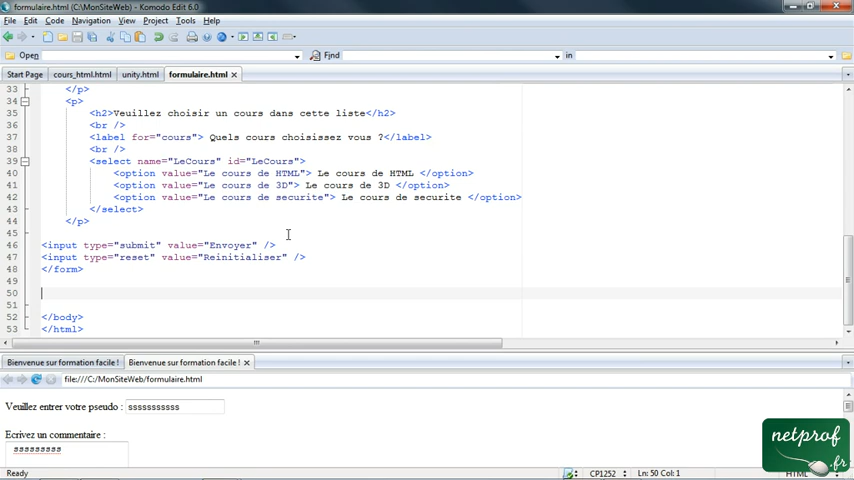 formulaire.html (C:\MonSiteWeb) - Komodo Edit 6.0
File Edit Code Navigation View Project Tools Help
Open Find in
Start Page cours_html.html unity.html formulaire.html
33 </p>
34 <p>
35 <h2>Veuillez choisir un cours dans cette liste</h2>
36 <br />
37 <label for="cours"> Quels cours choisissez vous ?</label>
38 <br />
39 <select name="LeCours" id="LeCours">
40 <option value="Le cours de HTML"> Le cours de HTML </option>
41 <option value="Le cours de 3D"> Le cours de 3D </option>
42 <option value="Le cours de securite"> Le cours de securite </option>
43 </select>
44 </p>
45
46 <input type="submit" value="Envoyer" />
47 <input type="reset" value="Reinitialiser" />
48 </form>
49
50
51
52 </body>
53 </html>
Bienvenue sur formation facile ! Bienvenue sur formation facile !
file:///C:/MonSiteWeb/formulaire.html
Veuillez entrer votre pseudo : sssssssssss
Ecrivez un commentaire :
sssssssss
netprof
.fr
Ready CP1252 Ln: 50 Col: 1 HTML